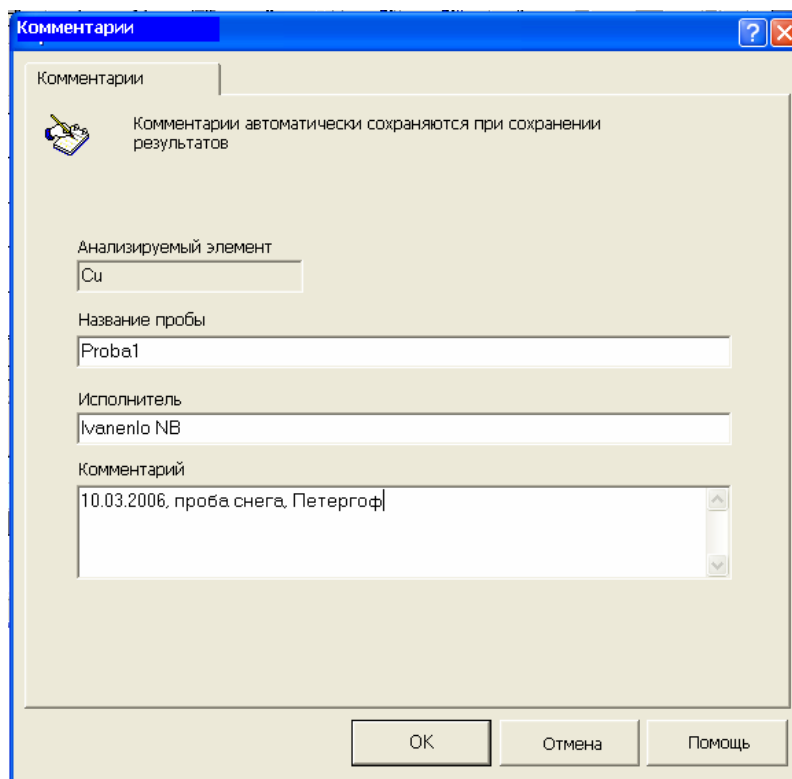 Комментарии
Комментарии
Комментарии автоматически сохраняются при сохранении
результатов
Анализируемый элемент
Cu
Название пробы
Proba1
Исполнитель
Ivanenlo NB
Комментарий
10.03.2006, проба снега, Петергоф
OK
Отмена
Помощь